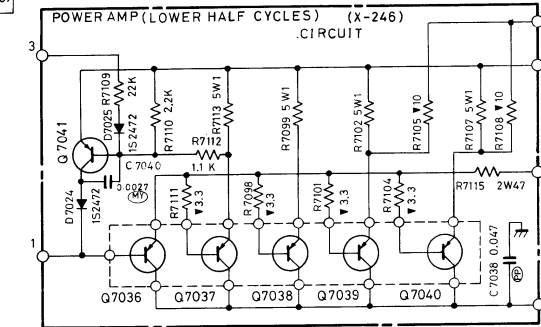 POWER AMP (LOWER HALF CYCLES) (X-246)
CIRCUIT
3
R7109
22K
D7025
1S2472
R7110 2.2K
R7113 5W1
R7099 5W1
R7102 5W1
R7105 ▼10
R7107 5W1
R7108 ▼10
Q7041
R7112
1.1 K
C7040
0.0027
MY
R7115 2W47
D7024
1S2472
R7111
▼3.3
R7098
▼3.3
R7101
▼3.3
R7104
▼3.3
1
C7038 0.047
PP
Q7036 Q7037 Q7038 Q7039 Q7040